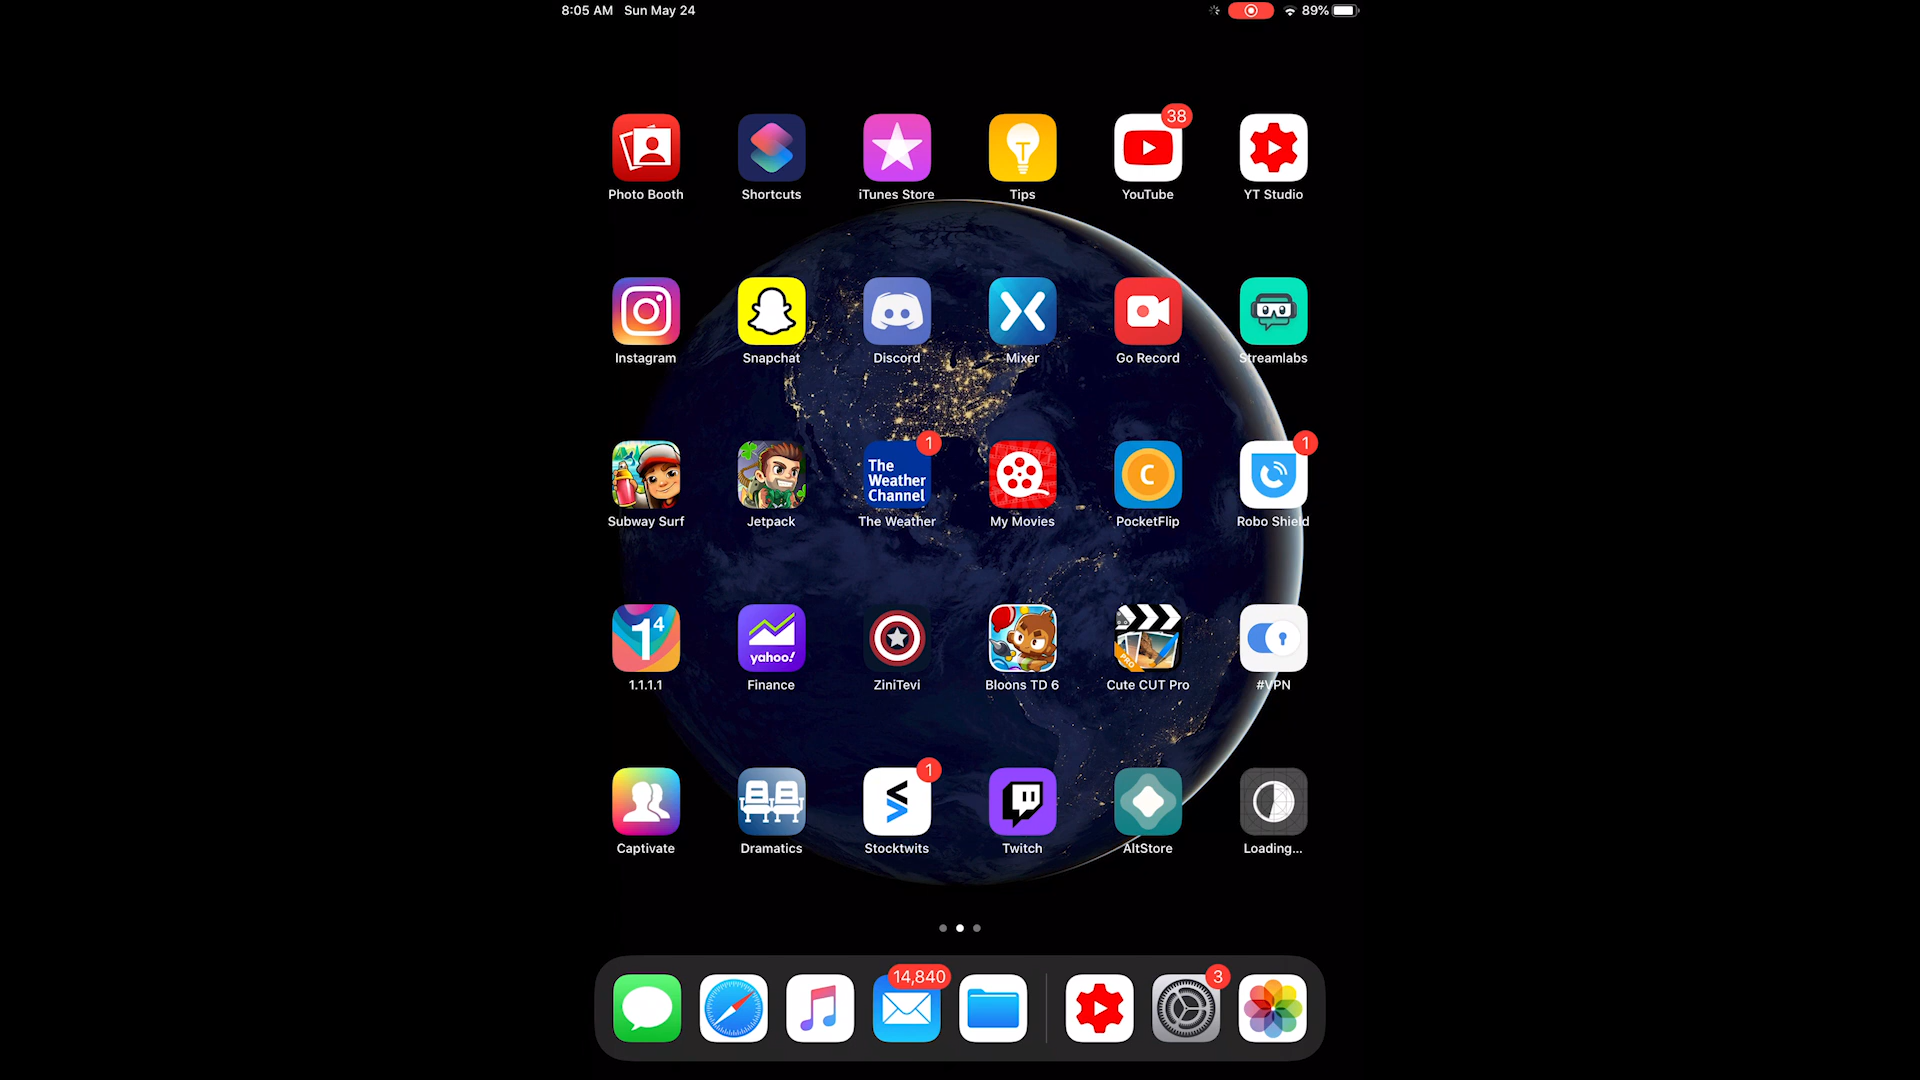 8:05 AM Sun May 24
89%
38
Photo Booth
Shortcuts
iTunes Store
Tips
YouTube
YT Studio
Instagram
Snapchat
Discord
Mixer
Go Record
Streamlabs
1
1
The
Weather
Channel
C
Subway Surf
Jetpack
The Weather
My Movies
PocketFlip
Robo Shield
1⁴
yahoo!
PRO
1.1.1.1
Finance
ZiniTevi
Bloons TD 6
Cute CUT Pro
#VPN
1
Captivate
Dramatics
Stocktwits
Twitch
AltStore
Loading...
14,840
3